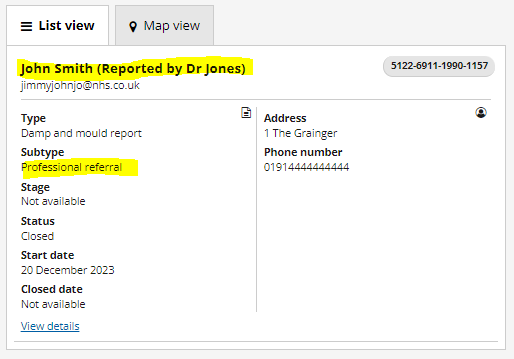 List view
Map view
John Smith (Reported by Dr Jones)
5122-6911-1990-1157
jimmyjohnjo@nhs.co.uk
Type
Damp and mould report
Subtype
Professional referral
Stage
Not available
Status
Closed
Start date
20 December 2023
Closed date
Not available
View details
Address
1 The Grainger
Phone number
01914444444444